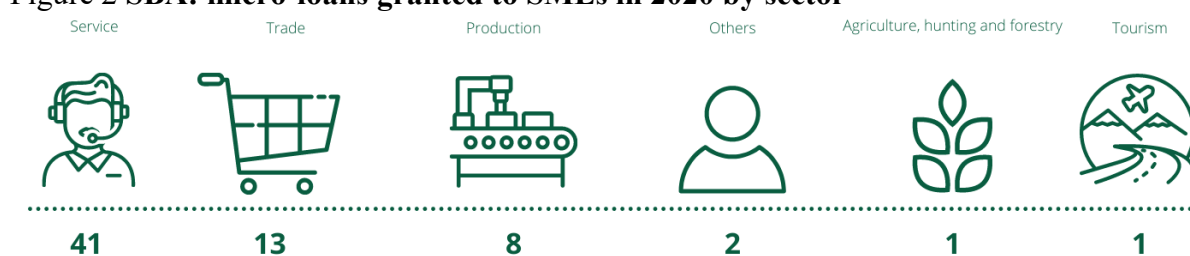 Figure 2 SBA: micro-loans granted to SMEs in 2020 by sector
Service Trade Production Others Agriculture, hunting and forestry Tourism
41 13 8 2 1 1